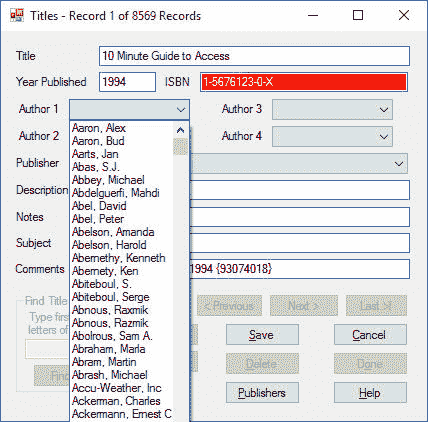 Titles - Record 1 of 8569 Records
Title 10 Minute Guide to Access
Year Published 1994 ISBN 1-5676123-0-X
Author 1 Author 3
Author 2 Author 4
Publisher
Description
Notes
Subject
Comments 1994 {93074018}
Aaron, Alex
Aaron, Bud
Aarts, Jan
Abas, S.J.
Abbey, Michael
Abdelguerfi, Mahdi
Abel, David
Abel, Peter
Abelson, Amanda
Abelson, Harold
Abernethy, Kenneth
Abernety, Ken
Abiteboul, S.
Abiteboul, Serge
Abnous, Raxmik
Abnous, Razmik
Abolrous, Sam A.
Abraham, Marla
Abram, Martin
Abrash, Michael
Accu-Weather, Inc
Ackerman, Charles
Ackermann, Ernest C
Find Title
Type firs
letters of
Find
< Previous Next > Last >|
Save Cancel
Delete Done
Publishers Help